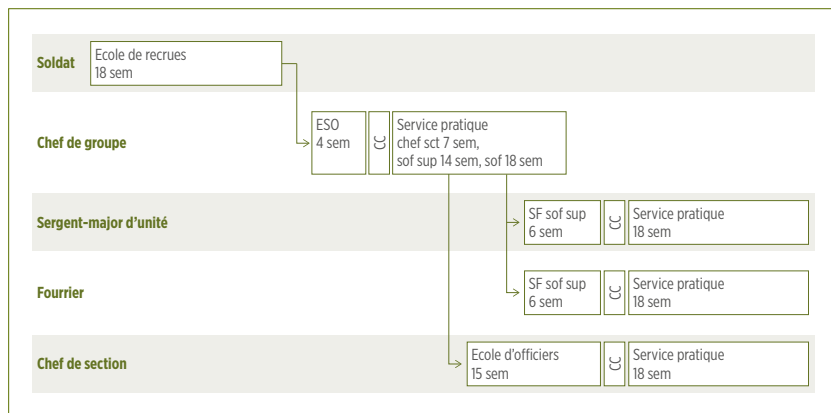 Soldat
Ecole de recrues
18 sem
Chef de groupe
ESO
4 sem
CC
Service pratique
chef sct 7 sem,
sof sup 14 sem, sof 18 sem
Sergent-major d'unité
SF sof sup
6 sem
CC
Service pratique
18 sem
Fourrier
SF sof sup
6 sem
CC
Service pratique
18 sem
Chef de section
Ecole d'officiers
15 sem
CC
Service pratique
18 sem